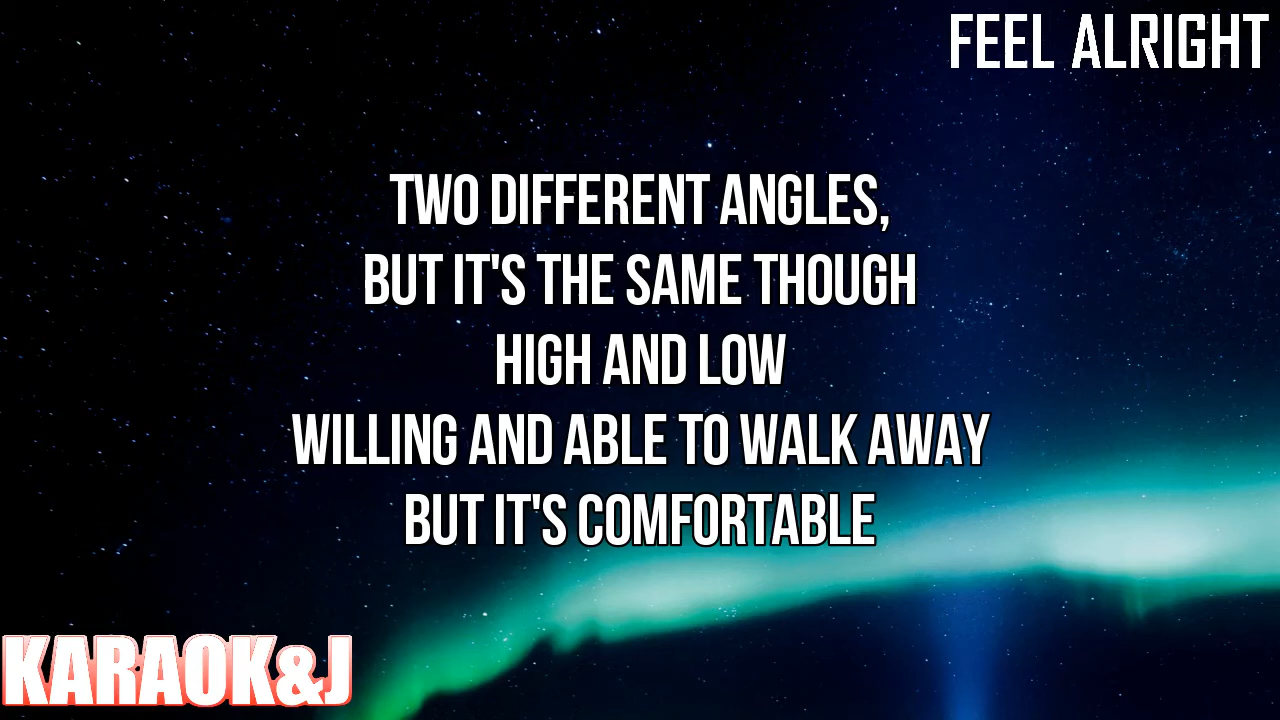 FEEL ALRIGHT
TWO DIFFERENT ANGLES,
BUT IT'S THE SAME THOUGH
HIGH AND LOW
WILLING AND ABLE TO WALK AWAY
BUT IT'S COMFORTABLE
KARAOK&J